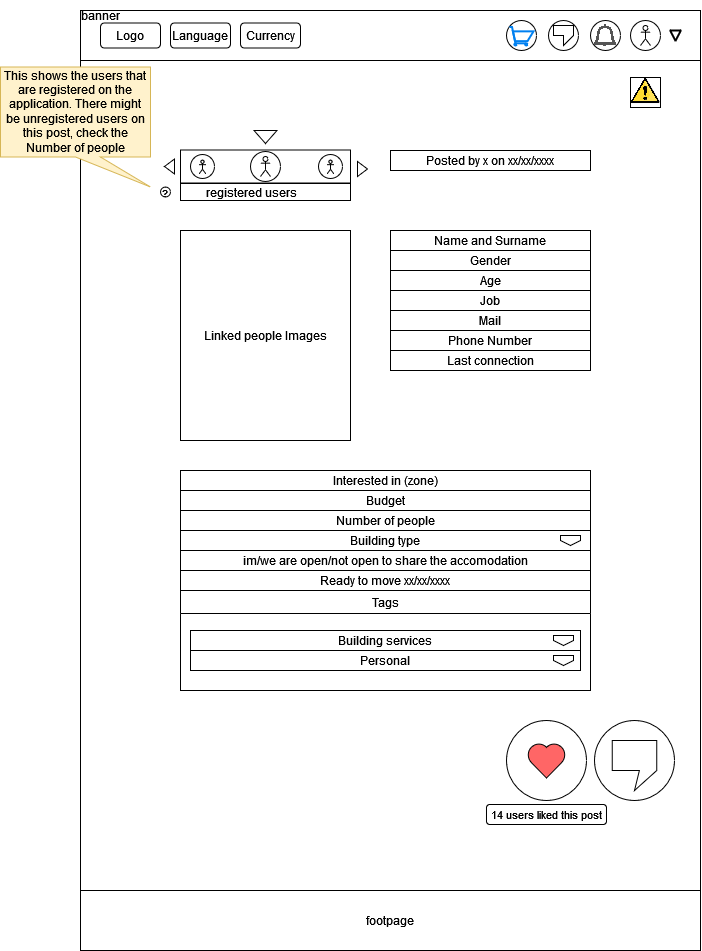 banner
Logo
Language
Currency
This shows the users that
are registered on the
application. There might
be unregistered users on
this post, check the
Number of people
?
registered users
Posted by x on xx/xx/xxxx
Linked people Images
Name and Surname
Gender
Age
Job
Mail
Phone Number
Last connection
Interested in (zone)
Budget
Number of people
Building type
im/we are open/not open to share the accomodation
Ready to move xx/xx/xxxx
Tags
Building services
Personal
14 users liked this post
footpage